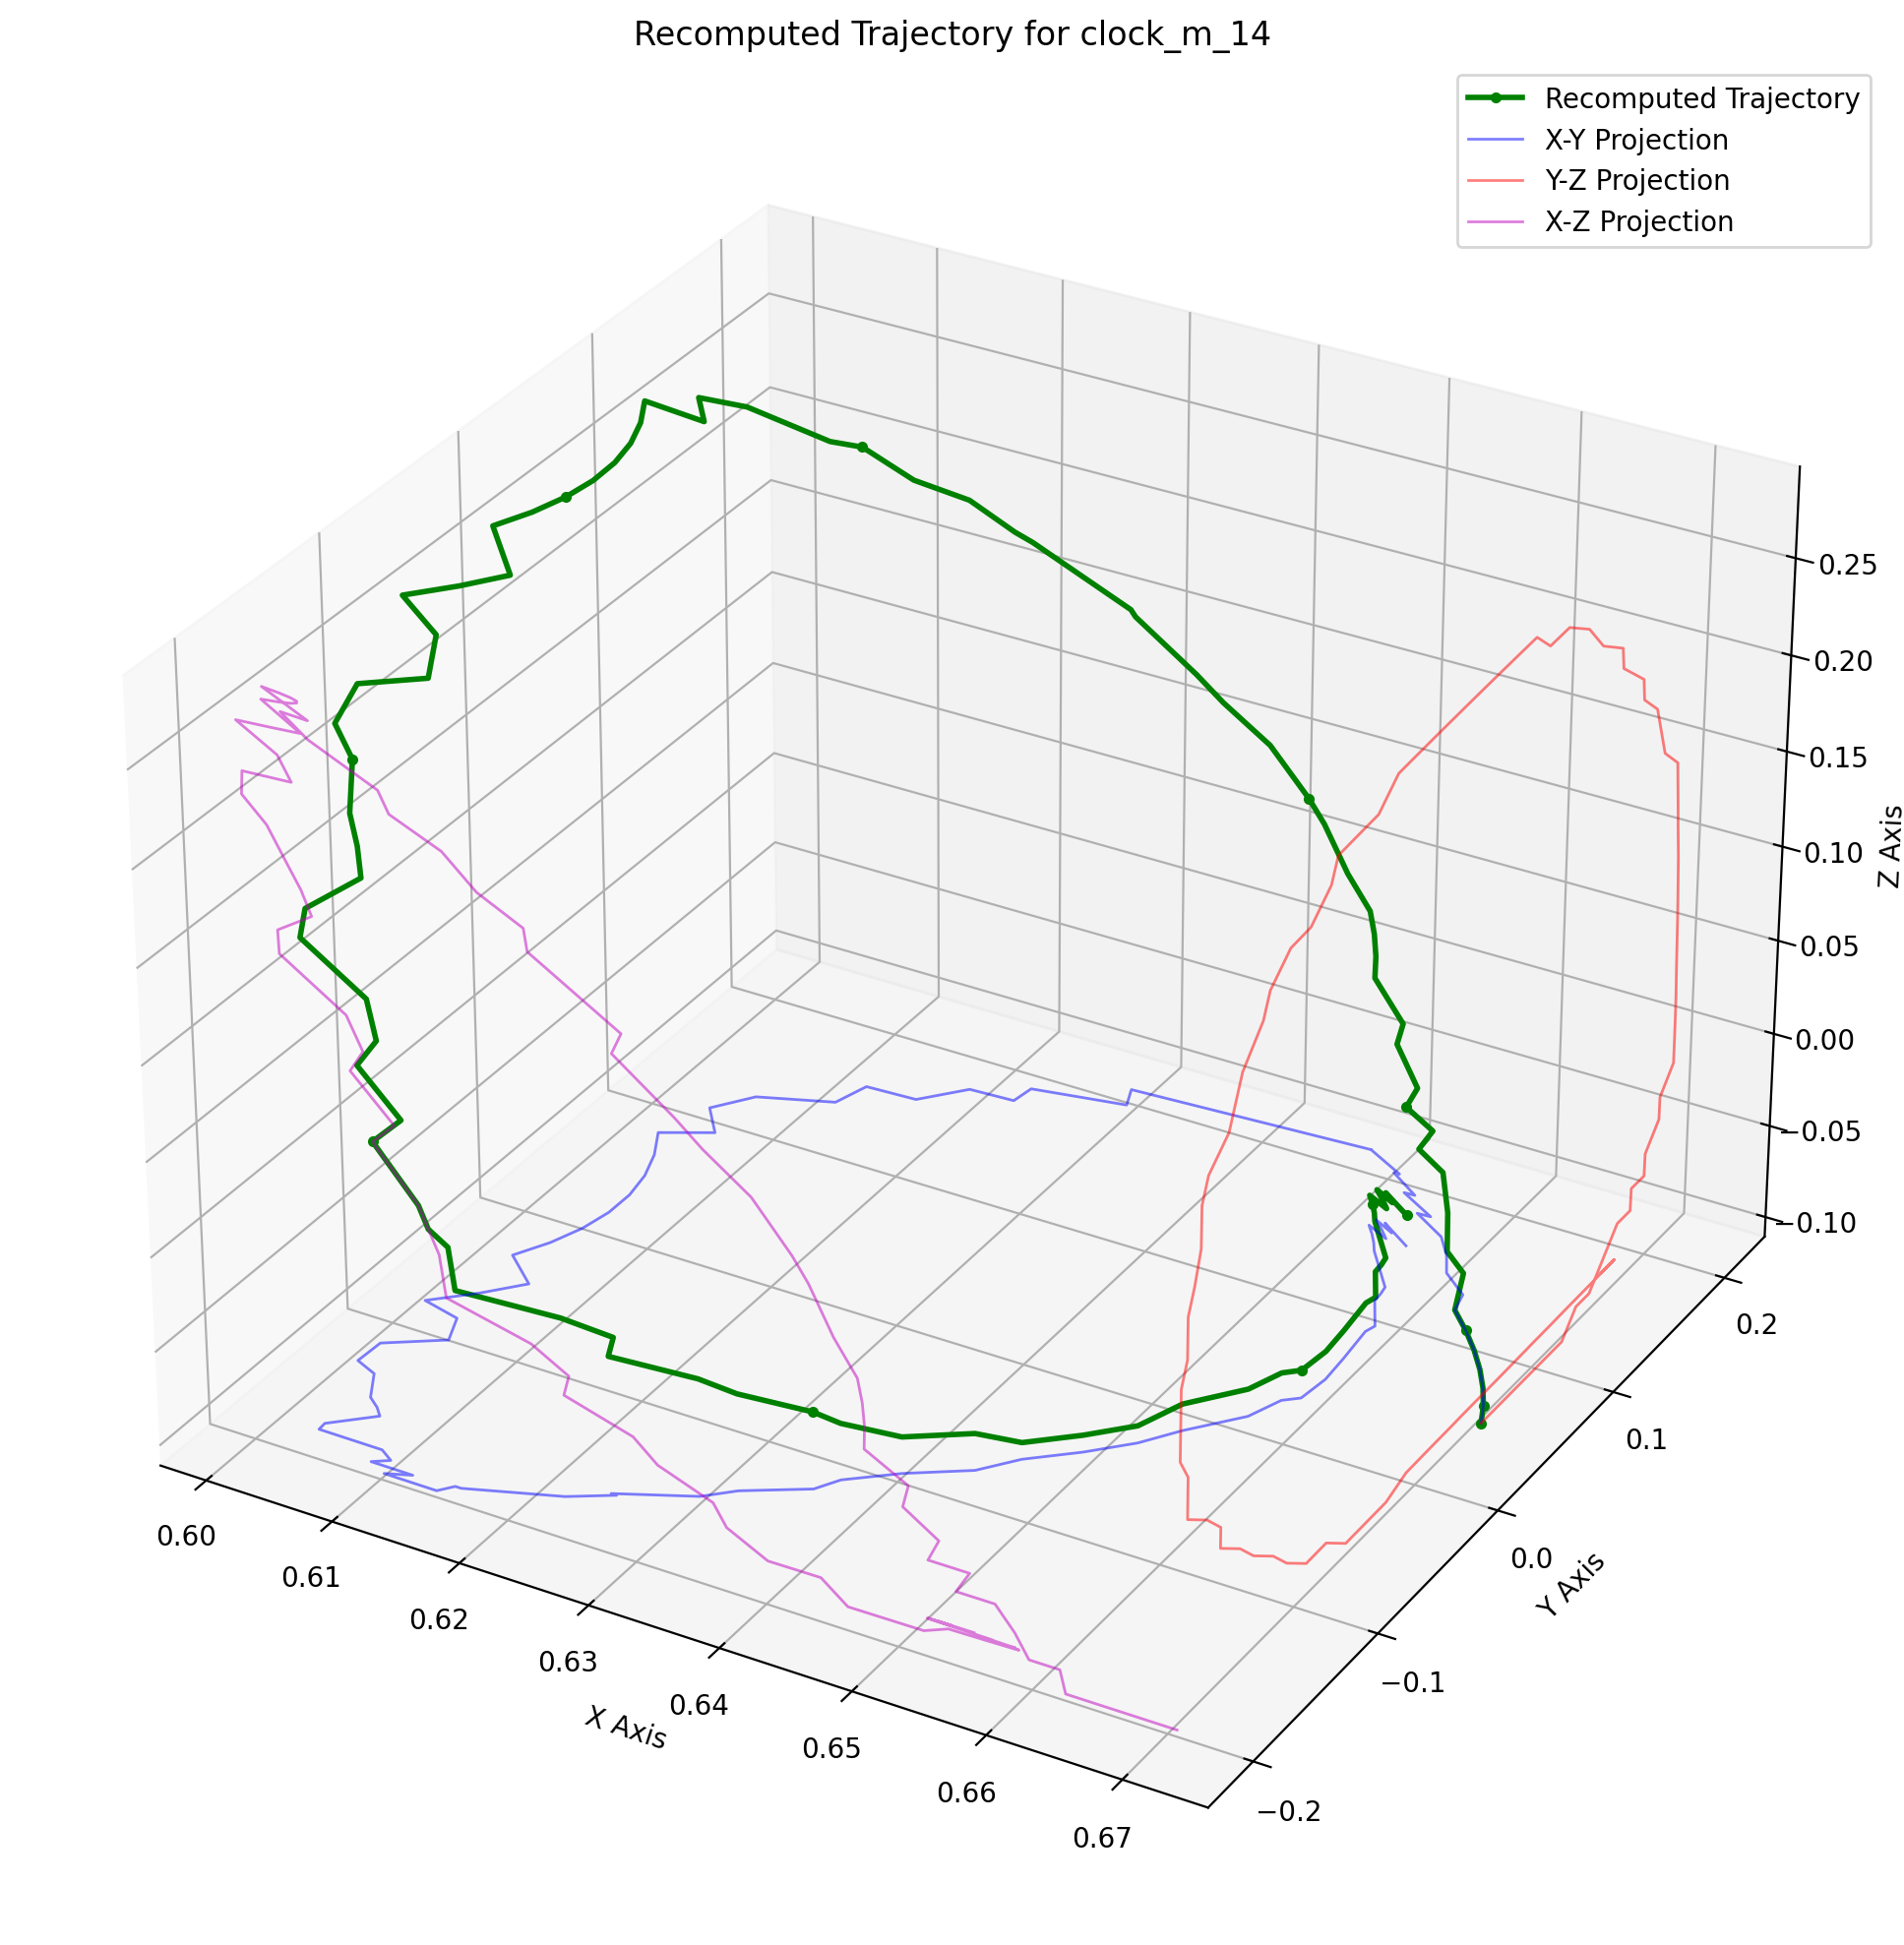 Recomputed Trajectory for clock_m_14
Recomputed Trajectory
X-Y Projection
Y-Z Projection
X-Z Projection
0.25
0.20
0.15
0.10
0.05
0.00
−0.05
−0.10
Z Axis
0.2
0.1
0.0
−0.1
−0.2
Y Axis
0.60
0.61
0.62
0.63
0.64
0.65
0.66
0.67
X Axis